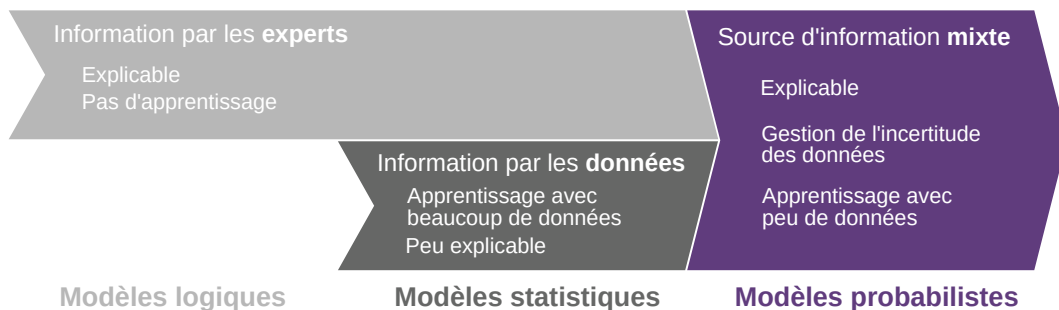 Information par les experts
Explicable
Pas d'apprentissage
Information par les données
Apprentissage avec
beaucoup de données
Peu explicable
Source d'information mixte
Explicable
Gestion de l'incertitude
des données
Apprentissage avec
peu de données
Modèles logiques
Modèles statistiques
Modèles probabilistes